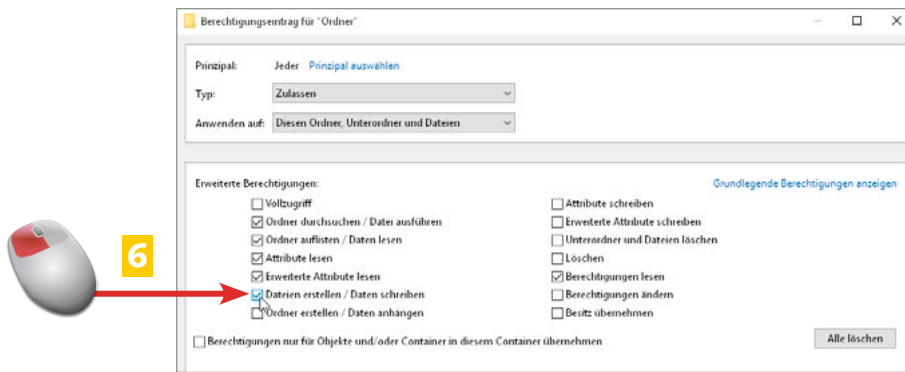 Berechtigungseintrag für "Ordner"
Prinzipal: Jeder Prinzipal auswählen
Typ: Zulassen
Anwenden auf: Diesen Ordner, Unterordner und Dateien
Erweiterte Berechtigungen: Grundlegende Berechtigungen anzeigen
Vollzugriff
Ordner durchsuchen / Datei ausführen
Ordner auflisten / Daten lesen
Attribute lesen
Erweiterte Attribute lesen
Dateien erstellen / Daten schreiben
Ordner erstellen / Daten anhängen
Attribute schreiben
Erweiterte Attribute schreiben
Unterordner und Dateien löschen
Löschen
Berechtigungen lesen
Berechtigungen ändern
Besitz übernehmen
6
Berechtigungen nur für Objekte und/oder Container in diesem Container übernehmen
Alle löschen